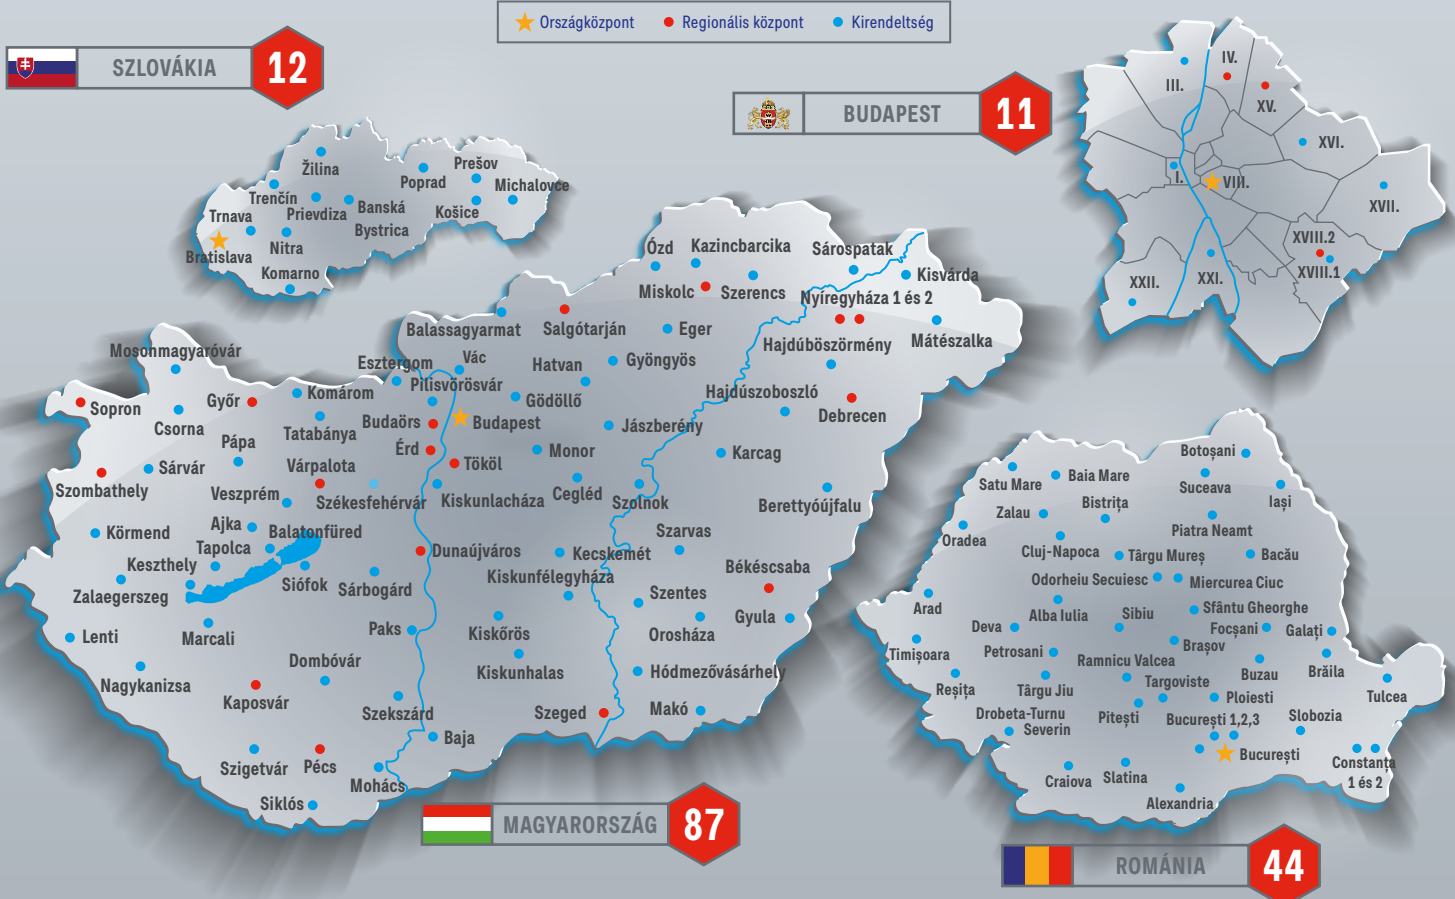 Országközpont
Regionális központ
Kirendeltség
SZLOVÁKIA
12
Žilina
Trenčín
Prievdiza
Banská
Bystrica
Poprad
Prešov
Michalovce
Košice
Trnava
Nitra
Bratislava
Komarno
BUDAPEST
11
III.
IV.
XV.
XVI.
I.
VIII.
XVII.
XVIII.2
XVIII.1
XXII.
XXI.
Ózd
Kazincbarcika
Sárospatak
Kisvárda
Miskolc
Szerencs
Nyíregyháza 1 és 2
Balassagyarmat
Salgótarján
Eger
Mátészalka
Hajdúböszörmény
Mosonmagyaróvár
Esztergom
Vác
Hatvan
Gyöngyös
Pilisvörösvár
Komárom
Gödöllő
Hajdúszoboszló
Debrecen
Sopron
Győr
Csorna
Tatabánya
Budaörs
Budapest
Jászberény
Pápa
Érd
Monor
Karcag
Tököl
Sárvár
Várpalota
Szombathely
Veszprém
Székesfehérvár
Kiskunlacháza
Cegléd
Szolnok
Berettyóújfalu
Körmend
Ajka
Balatonfüred
Szarvas
Tapolca
Dunaújváros
Kecskemét
Keszthely
Kiskunfélegyháza
Békéscsaba
Zalaegerszeg
Siófok
Sárbogárd
Szentes
Gyula
Lenti
Marcali
Paks
Kiskőrös
Orosháza
Dombóvár
Nagykanizsa
Kiskunhalas
Hódmezővásárhely
Kaposvár
Szekszárd
Szeged
Makó
Baja
Szigetvár
Pécs
Mohács
Siklós
MAGYARORSZÁG
87
Botoșani
Satu Mare
Baia Mare
Suceava
Iași
Zalau
Bistrița
Oradea
Piatra Neamt
Cluj-Napoca
Târgu Mureș
Bacău
Odorheiu Secuiesc
Miercurea Ciuc
Arad
Alba Iulia
Sibiu
Sfântu Gheorghe
Deva
Focșani
Galați
Timișoara
Petrosani
Brașov
Ramnicu Valcea
Buzau
Brăila
Reșița
Târgu Jiu
Targoviste
Ploiesti
Tulcea
Drobeta-Turnu
Severin
Pitești
București 1,2,3
Slobozia
București
Constanța
1 és 2
Craiova
Slatina
Alexandria
ROMÁNIA
44